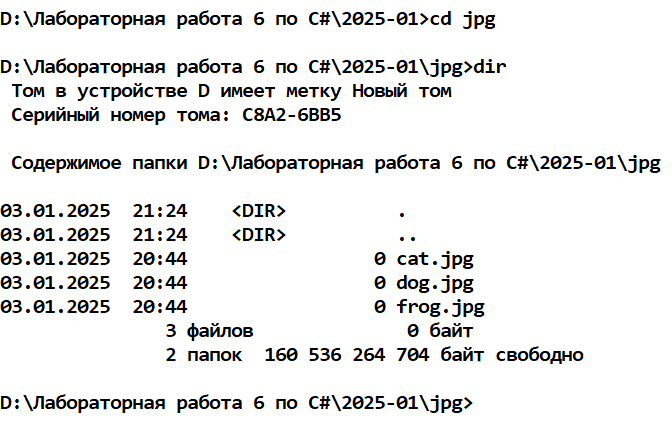 D:\Лабораторная работа 6 по C#\2025-01>cd jpg
D:\Лабораторная работа 6 по C#\2025-01\jpg>dir
Том в устройстве D имеет метку Новый том
Серийный номер тома: C8A2-6BB5
Содержимое папки D:\Лабораторная работа 6 по C#\2025-01\jpg
03.01.2025  21:24    <DIR>          .
03.01.2025  21:24    <DIR>          ..
03.01.2025  20:44                 0 cat.jpg
03.01.2025  20:44                 0 dog.jpg
03.01.2025  20:44                 0 frog.jpg
3 файлов              0 байт
2 папок  160 536 264 704 байт свободно
D:\Лабораторная работа 6 по C#\2025-01\jpg>